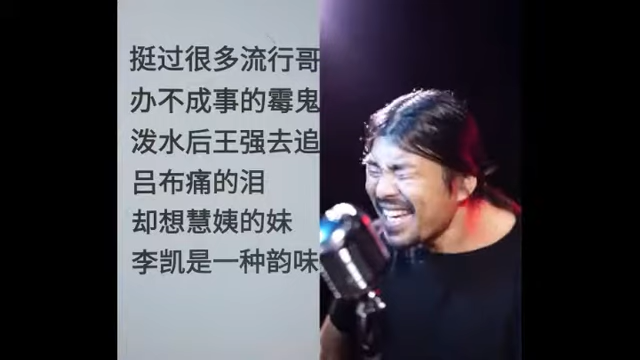 挺过很多流行哥
办不成事的霉鬼
泼水后王强去追
吕布痛的泪
却想慧姨的妹
李凯是一种韵味